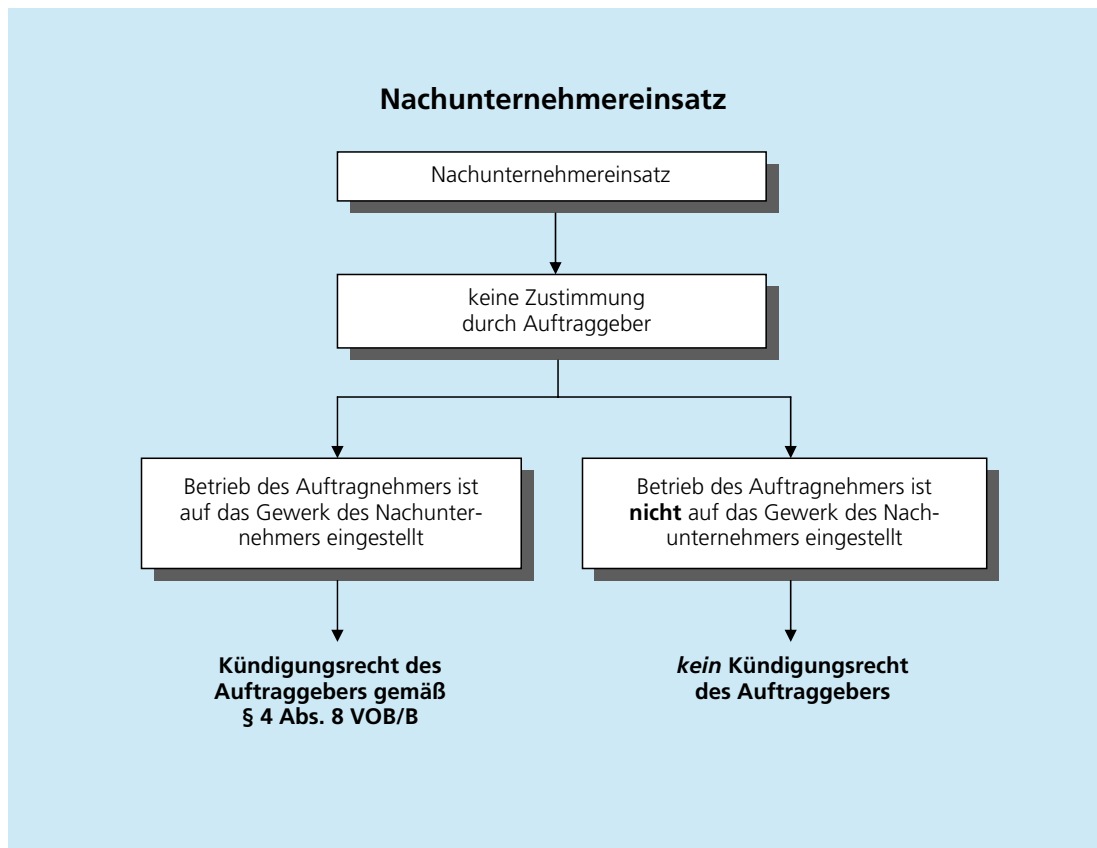 Nachunternehmereinsatz
Nachunternehmereinsatz
keine Zustimmung
durch Auftraggeber
Betrieb des Auftragnehmers ist
auf das Gewerk des Nachunter-
nehmers eingestellt
Betrieb des Auftragnehmers ist
nicht auf das Gewerk des Nach-
unternehmers eingestellt
Kündigungsrecht des
Auftraggebers gemäß
§ 4 Abs. 8 VOB/B
kein Kündigungsrecht
des Auftraggebers